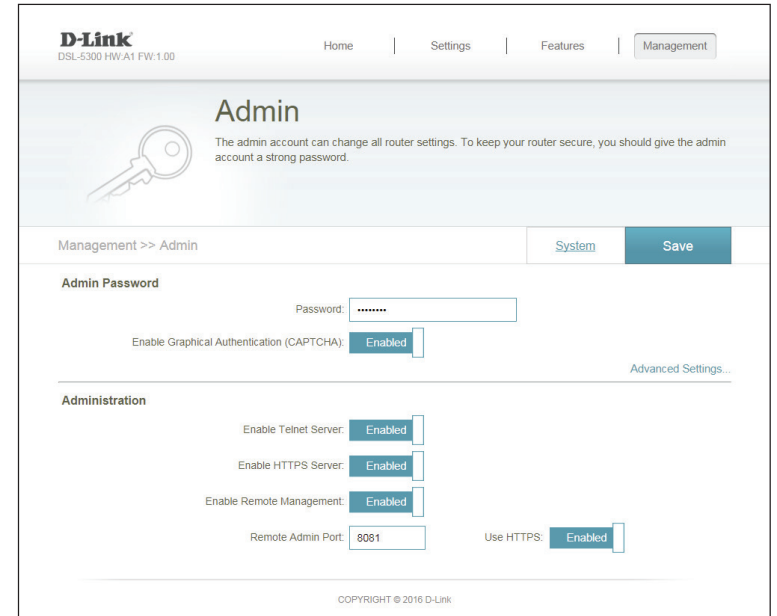 D-Link
DSL-5300 HW:A1 FW:1.00
Home
Settings
Features
Management
Admin
The admin account can change all router settings. To keep your router secure, you should give the admin
account a strong password.
Management >> Admin
System
Save
Admin Password
Password:
••••••••
Enable Graphical Authentication (CAPTCHA):
Enabled
Advanced Settings...
Administration
Enable Telnet Server:
Enabled
Enable HTTPS Server:
Enabled
Enable Remote Management:
Enabled
Remote Admin Port:
8081
Use HTTPS:
Enabled
COPYRIGHT © 2016 D-Link